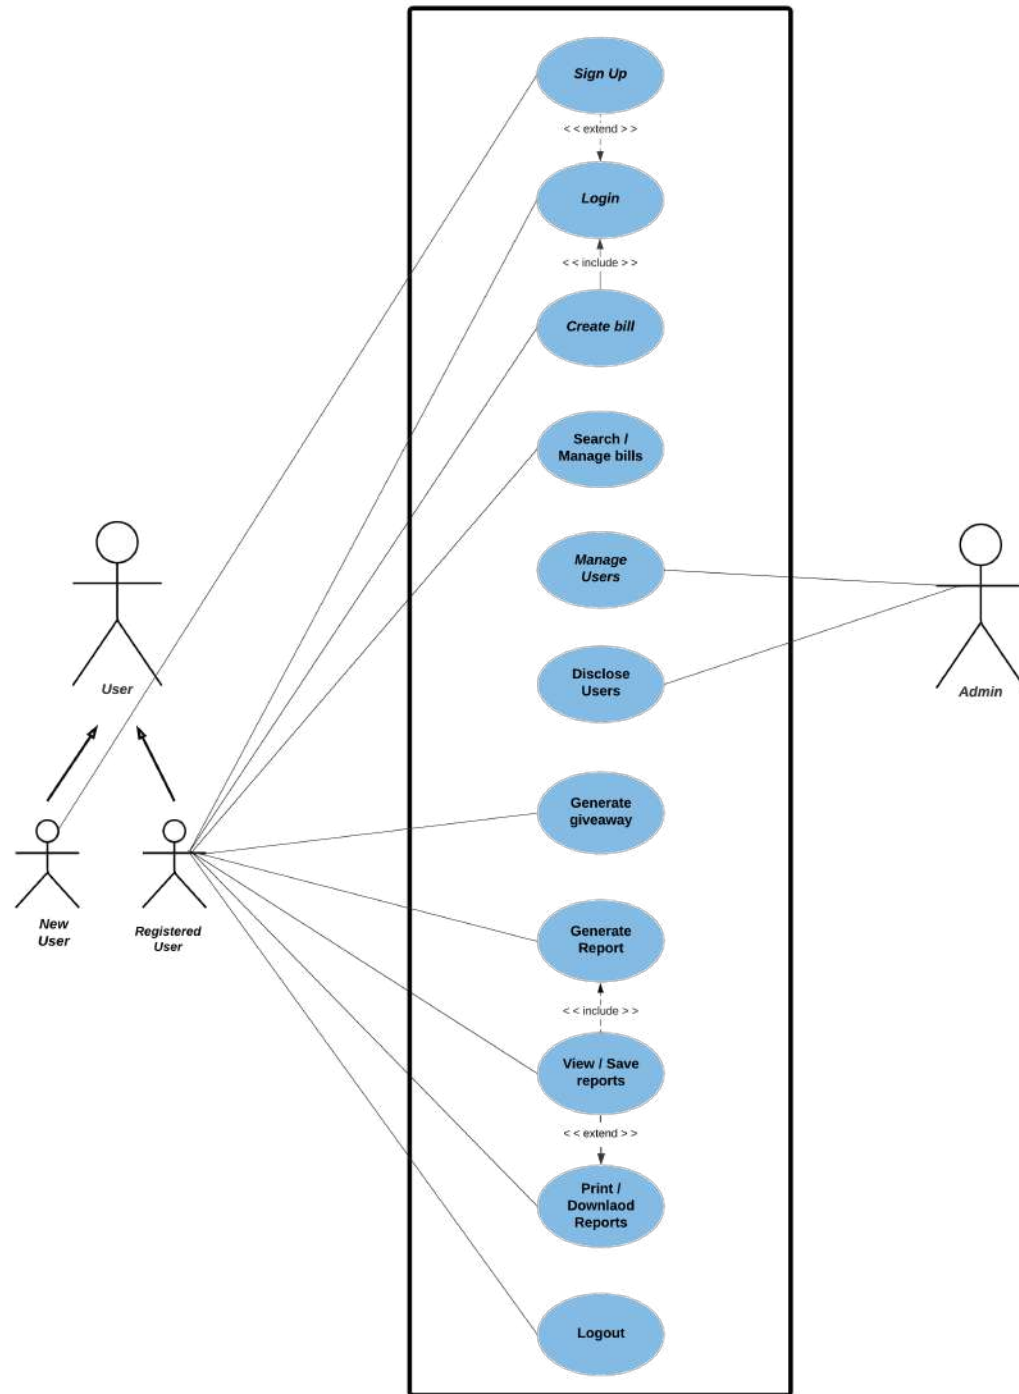 Sign Up
< < extend > >
Login
< < include > >
Create bill
Search /
Manage bills
Manage
Users
Disclose
Users
User
Admin
Generate
giveaway
New
User
Registered
User
Generate
Report
< < include > >
View / Save
reports
< < extend > >
Print /
Downlaod
Reports
Logout